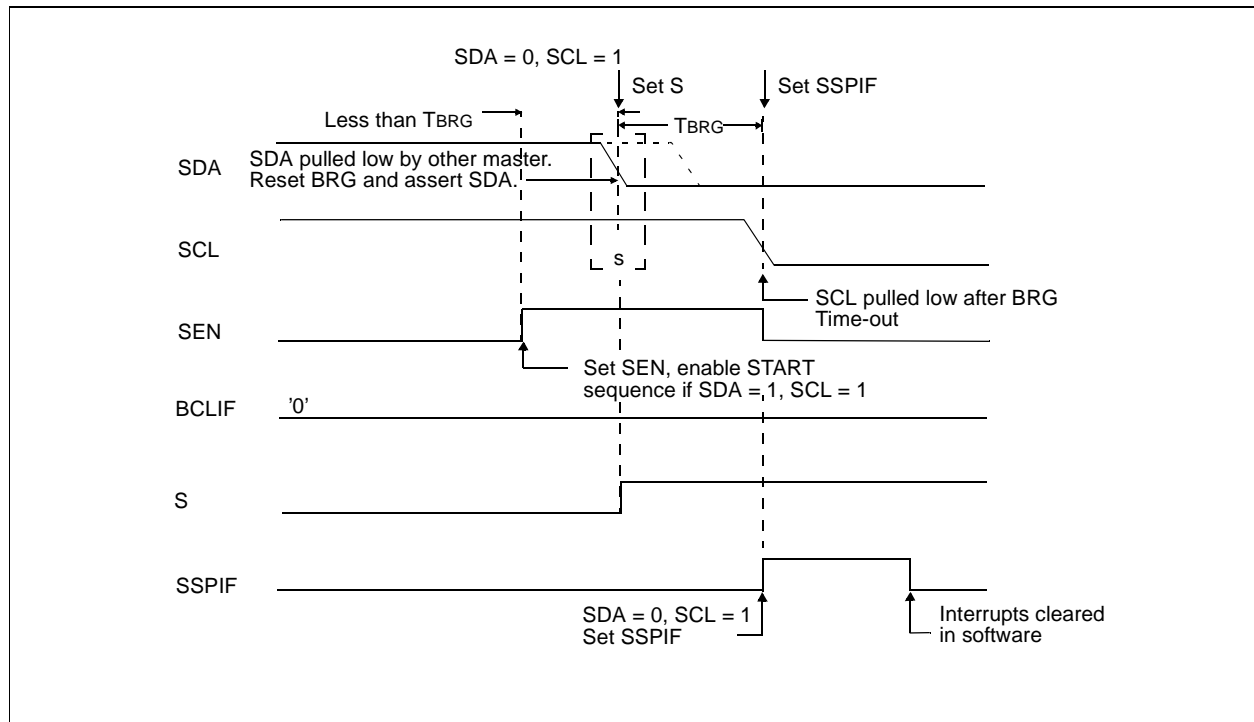 SDA = 0, SCL = 1
Set S
Set SSPIF
Less than TBRG
TBRG
SDA
SDA pulled low by other master.
Reset BRG and assert SDA.
SCL
s
SCL pulled low after BRG
Time-out
SEN
Set SEN, enable START
sequence if SDA = 1, SCL = 1
BCLIF
'0'
S
SSPIF
SDA = 0, SCL = 1
Set SSPIF
Interrupts cleared
in software